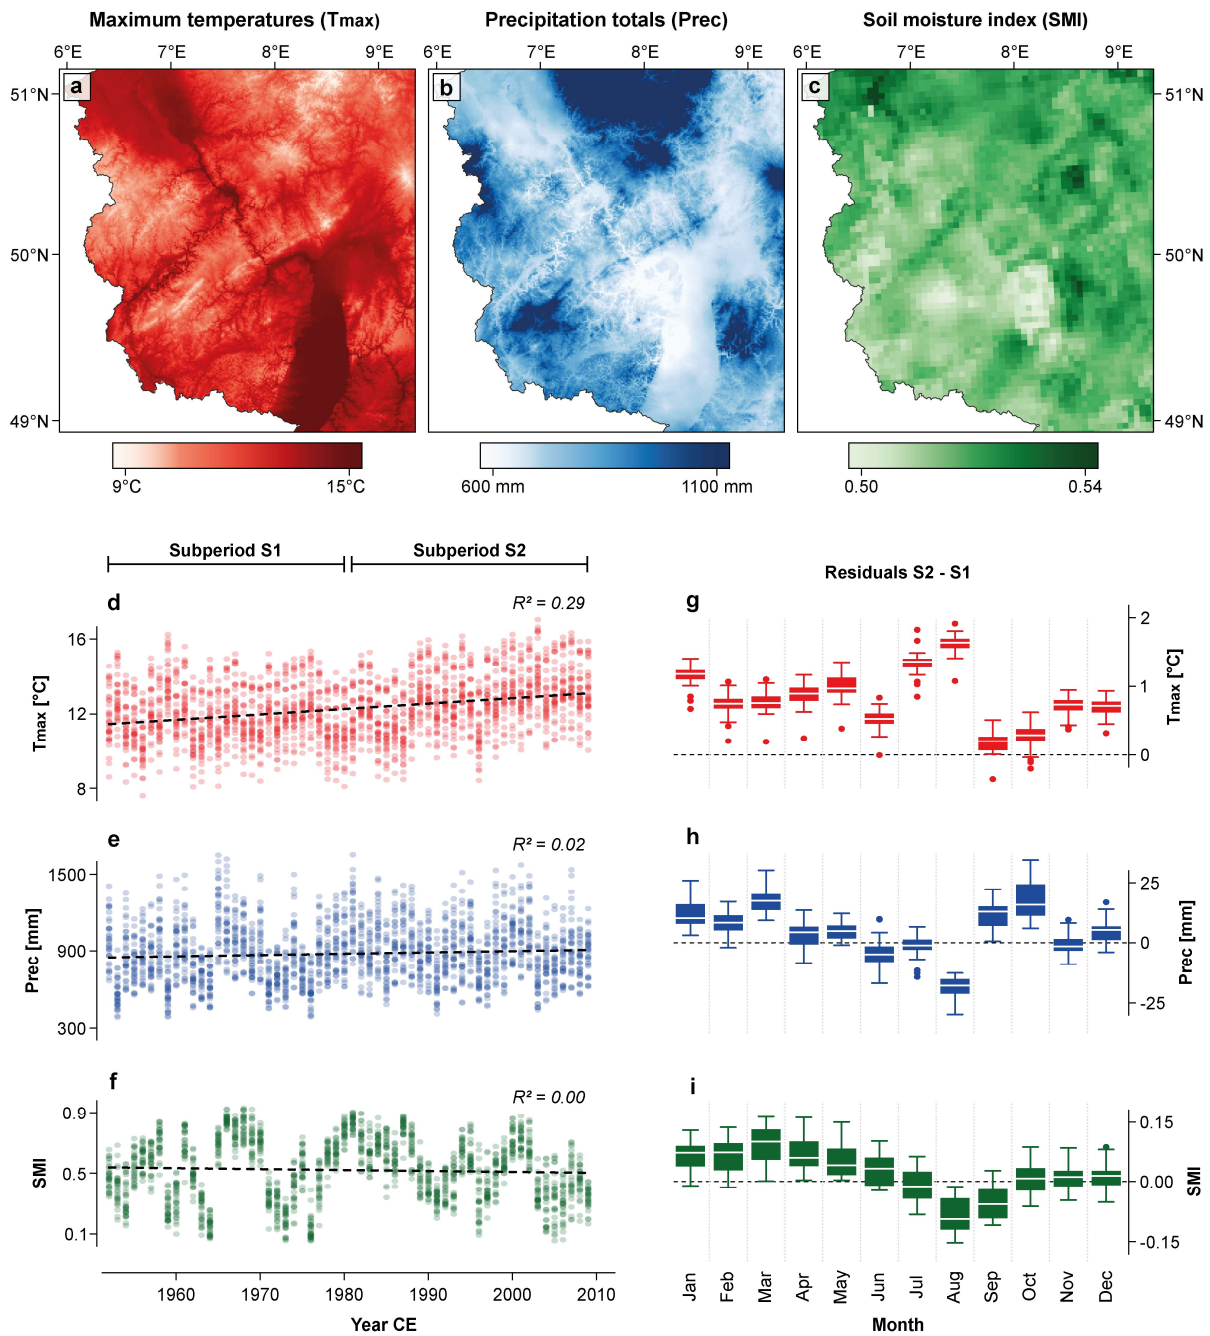 Maximum temperatures (Tmax)
Precipitation totals (Prec)
Soil moisture index (SMI)
6°E 7°E 8°E 9°E
6°E 7°E 8°E 9°E
7°E 8°E 9°E
a
b
c
51°N
50°N
49°N
51°N
50°N
49°N
9°C 15°C
600 mm 1100 mm
0.50 0.54
Subperiod S1
Subperiod S2
Residuals S2 - S1
d
R² = 0.29
16
12
8
Tmax [°C]
g
2
1
0
Tmax [°C]
e
R² = 0.02
1500
900
300
Prec [mm]
h
25
0
-25
Prec [mm]
f
R² = 0.00
0.9
0.5
0.1
SMI
i
0.15
0.00
-0.15
SMI
1960 1970 1980 1990 2000 2010
Year CE
Jan Feb Mar Apr May Jun Jul Aug Sep Oct Nov Dec
Month